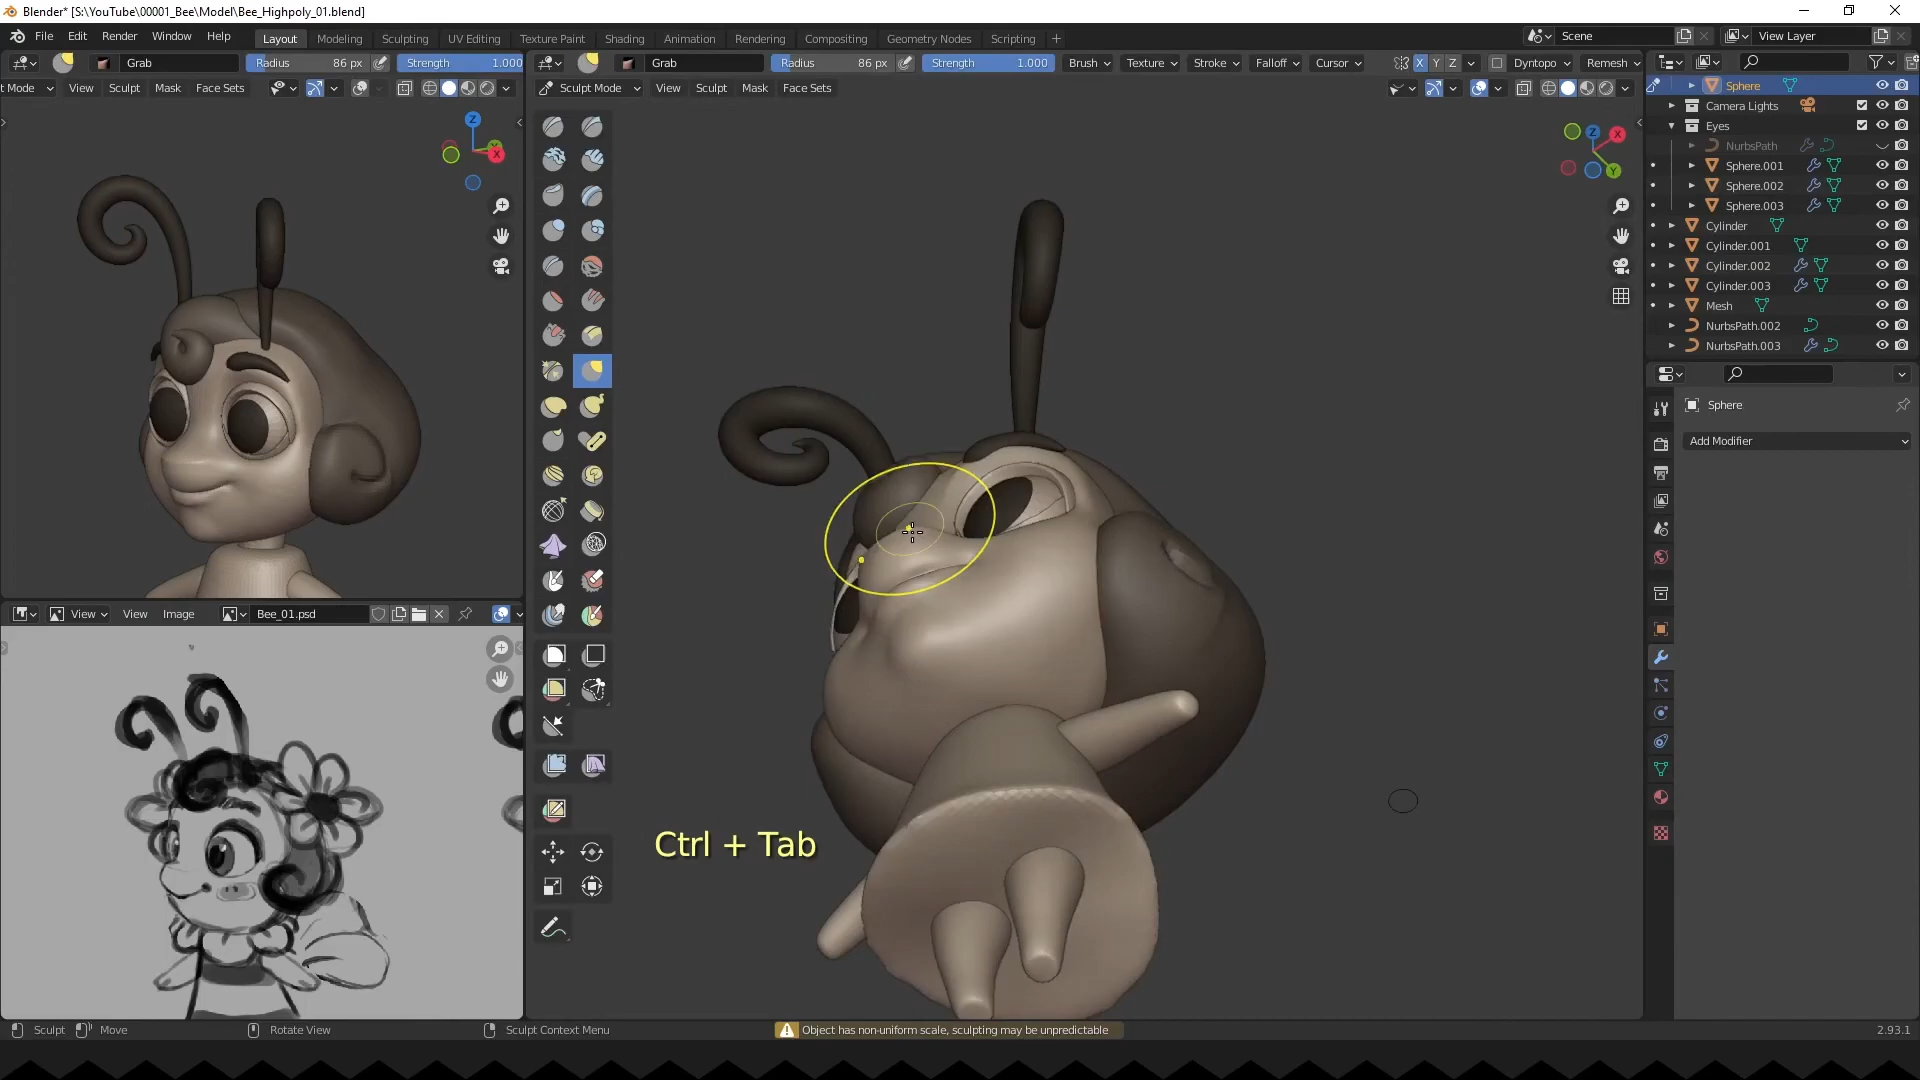 Blender* [S:\YouTube\00001_Bee\Model\Bee_Highpoly_01.blend]
File Edit Render Window Help Layout Modeling Sculpting UV Editing Texture Paint Shading Animation Rendering Compositing Geometry Nodes Scripting + Scene View Layer
Grab Radius 86 px Strength 1.000 Grab Radius 86 px Strength 1.000 Brush Texture Stroke Falloff Cursor X Y Z Dyntopo Remesh
t Mode View Sculpt Mask Face Sets Sculpt Mode View Sculpt Mask Face Sets
Sphere
Camera Lights
Eyes
NurbsPath
Sphere.001
Sphere.002
Sphere.003
Cylinder
Cylinder.001
Cylinder.002
Cylinder.003
Mesh
NurbsPath.002
NurbsPath.003
Z
X
Z
X
Y
Sphere
Add Modifier
View View Image Bee_01.psd
Ctrl + Tab
Sculpt Move Rotate View Sculpt Context Menu Object has non-uniform scale, sculpting may be unpredictable 2.93.1